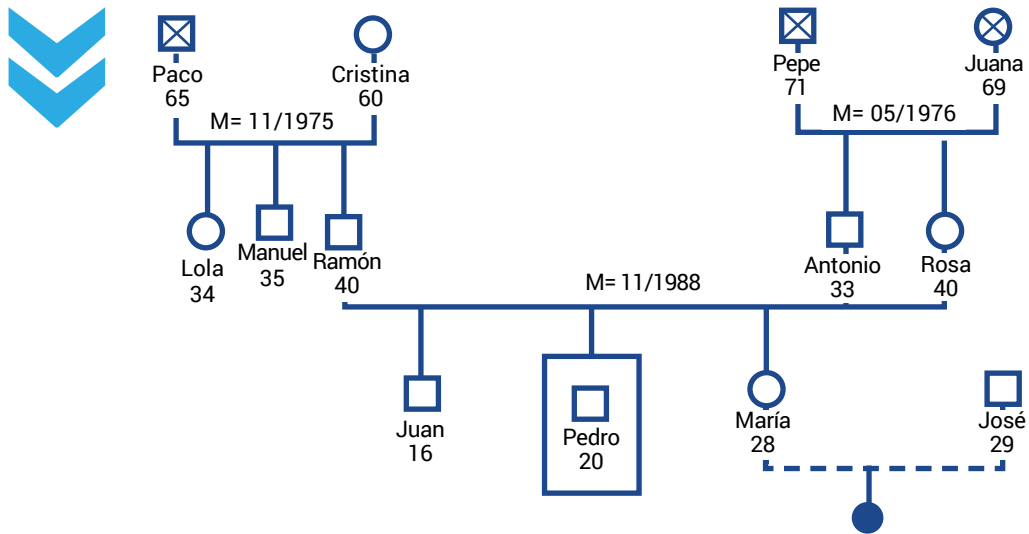 Paco
65
Cristina
60
Pepe
71
Juana
69
M= 11/1975
M= 05/1976
Lola
34
Manuel
35
Ramón
40
Antonio
33
Rosa
40
M= 11/1988
Juan
16
Pedro
20
María
28
José
29